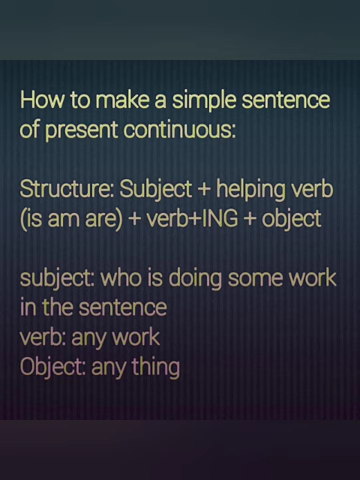 How to make a simple sentence
of present continuous:
Structure: Subject + helping verb
(is am are) + verb+ING + object
subject: who is doing some work
in the sentence
verb: any work
Object: any thing